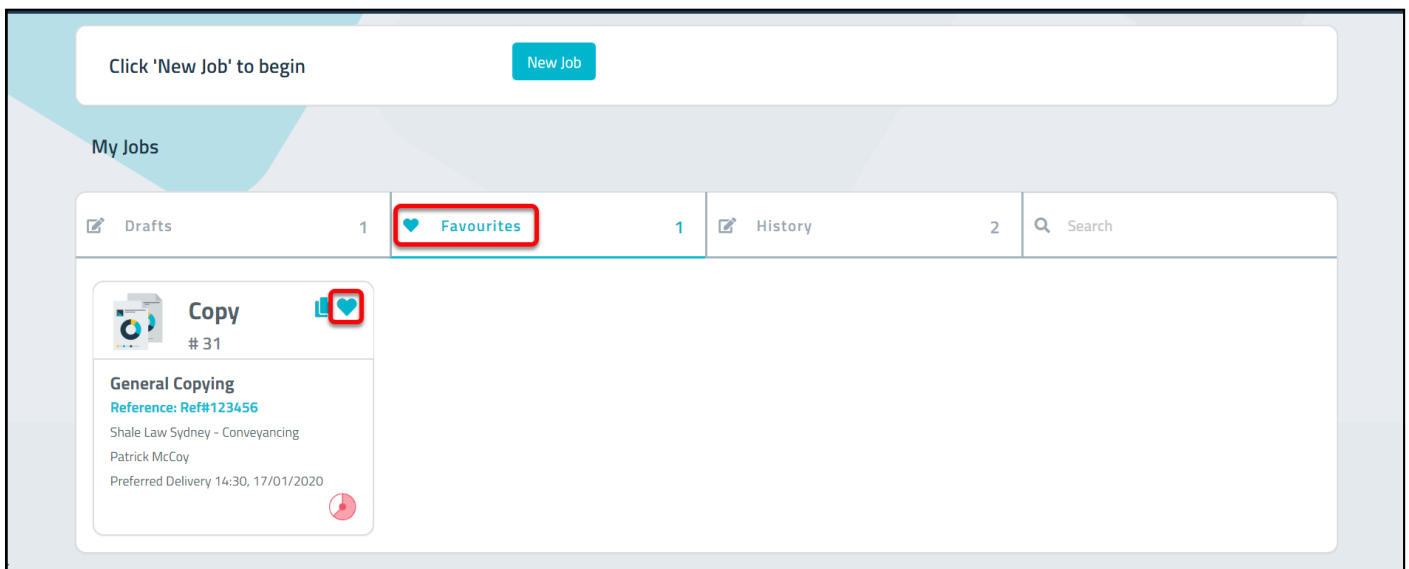 Click 'New Job' to begin
New Job
My Jobs
Drafts 1
Favourites 1
History 2
Search
Copy
# 31
General Copying
Reference: Ref#123456
Shale Law Sydney - Conveyancing
Patrick McCoy
Preferred Delivery 14:30, 17/01/2020